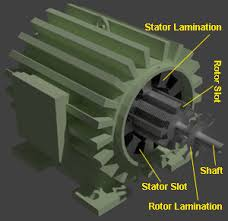 Stator Lamination
Rotor Slot
Shaft
Stator Slot
Rotor Lamination